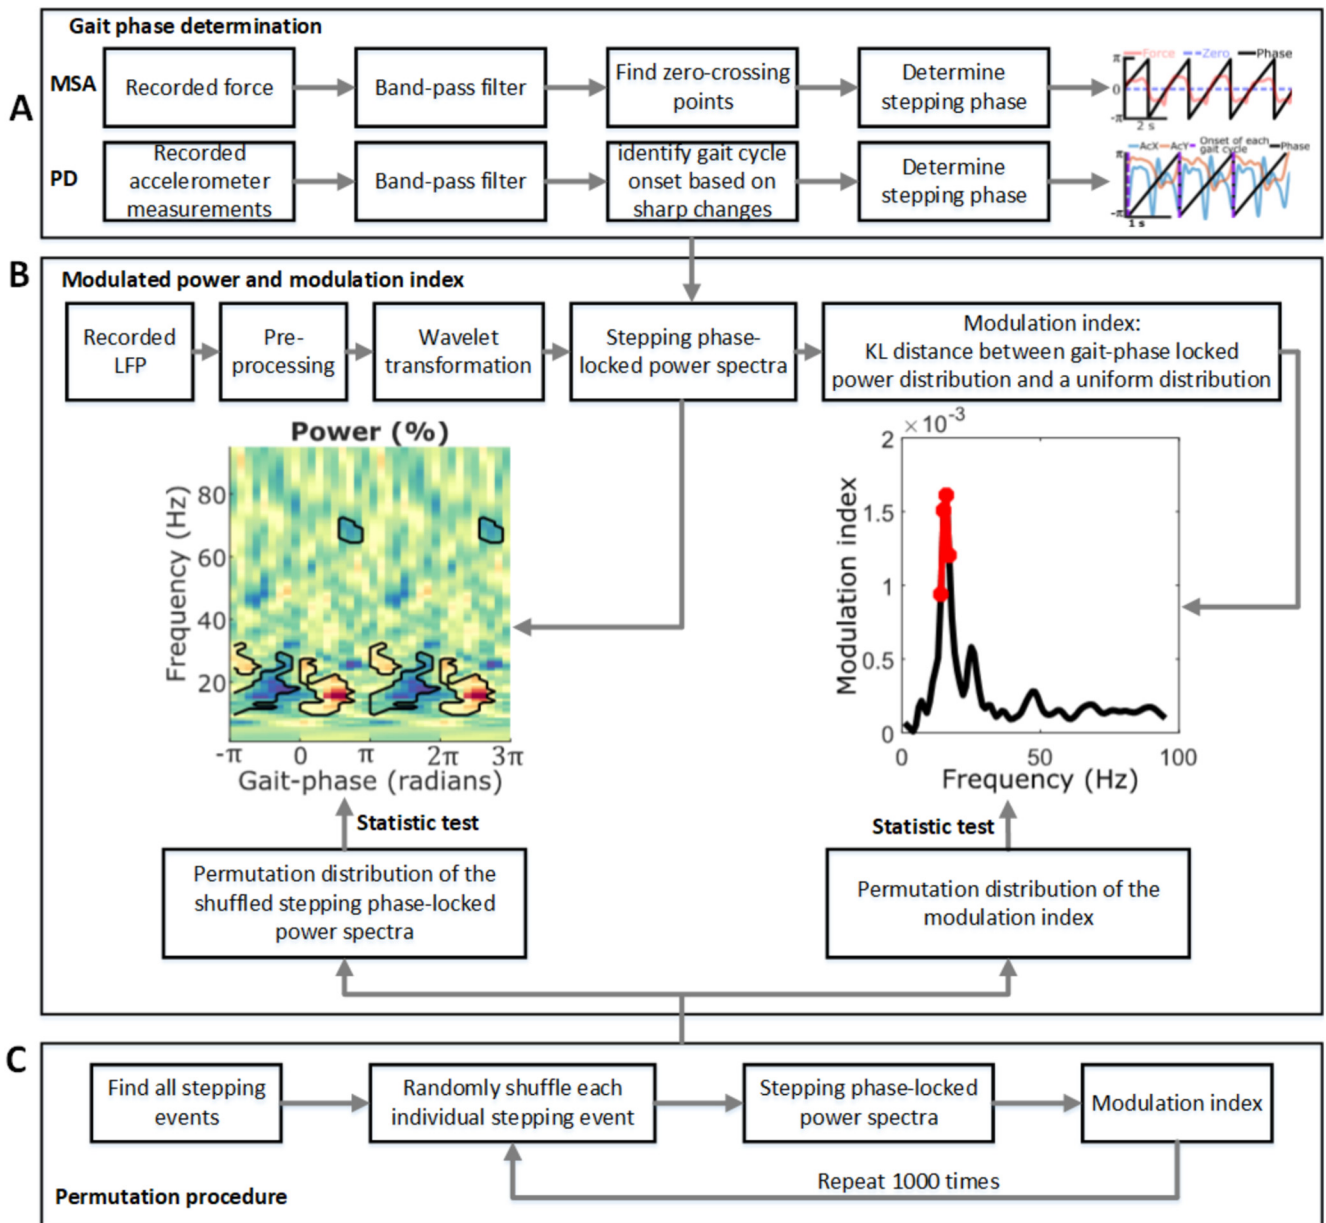 A
Gait phase determination
MSA
Recorded force
Band-pass filter
Find zero-crossing
points
Determine
stepping phase
Force
Zero
Phase
π
0
-π
2 s
PD
Recorded
accelerometer
measurements
Band-pass filter
identify gait cycle
onset based on
sharp changes
Determine
stepping phase
AcX
AcY
Onset of each
gait cycle
Phase
π
-π
1 s
B
Modulated power and modulation index
Recorded
LFP
Pre-
processing
Wavelet
transformation
Stepping phase-
locked power spectra
Modulation index:
KL distance between gait-phase locked
power distribution and a uniform distribution
Power (%)
Frequency (Hz)
80
60
40
20
-π
0
π
2π
3π
Gait-phase (radians)
×10⁻³
Modulation index
2
1.5
1
0.5
0
0
50
100
Frequency (Hz)
Statistic test
Statistic test
Permutation distribution of the
shuffled stepping phase-locked
power spectra
Permutation distribution of the
modulation index
C
Find all stepping
events
Randomly shuffle each
individual stepping event
Stepping phase-locked
power spectra
Modulation index
Repeat 1000 times
Permutation procedure